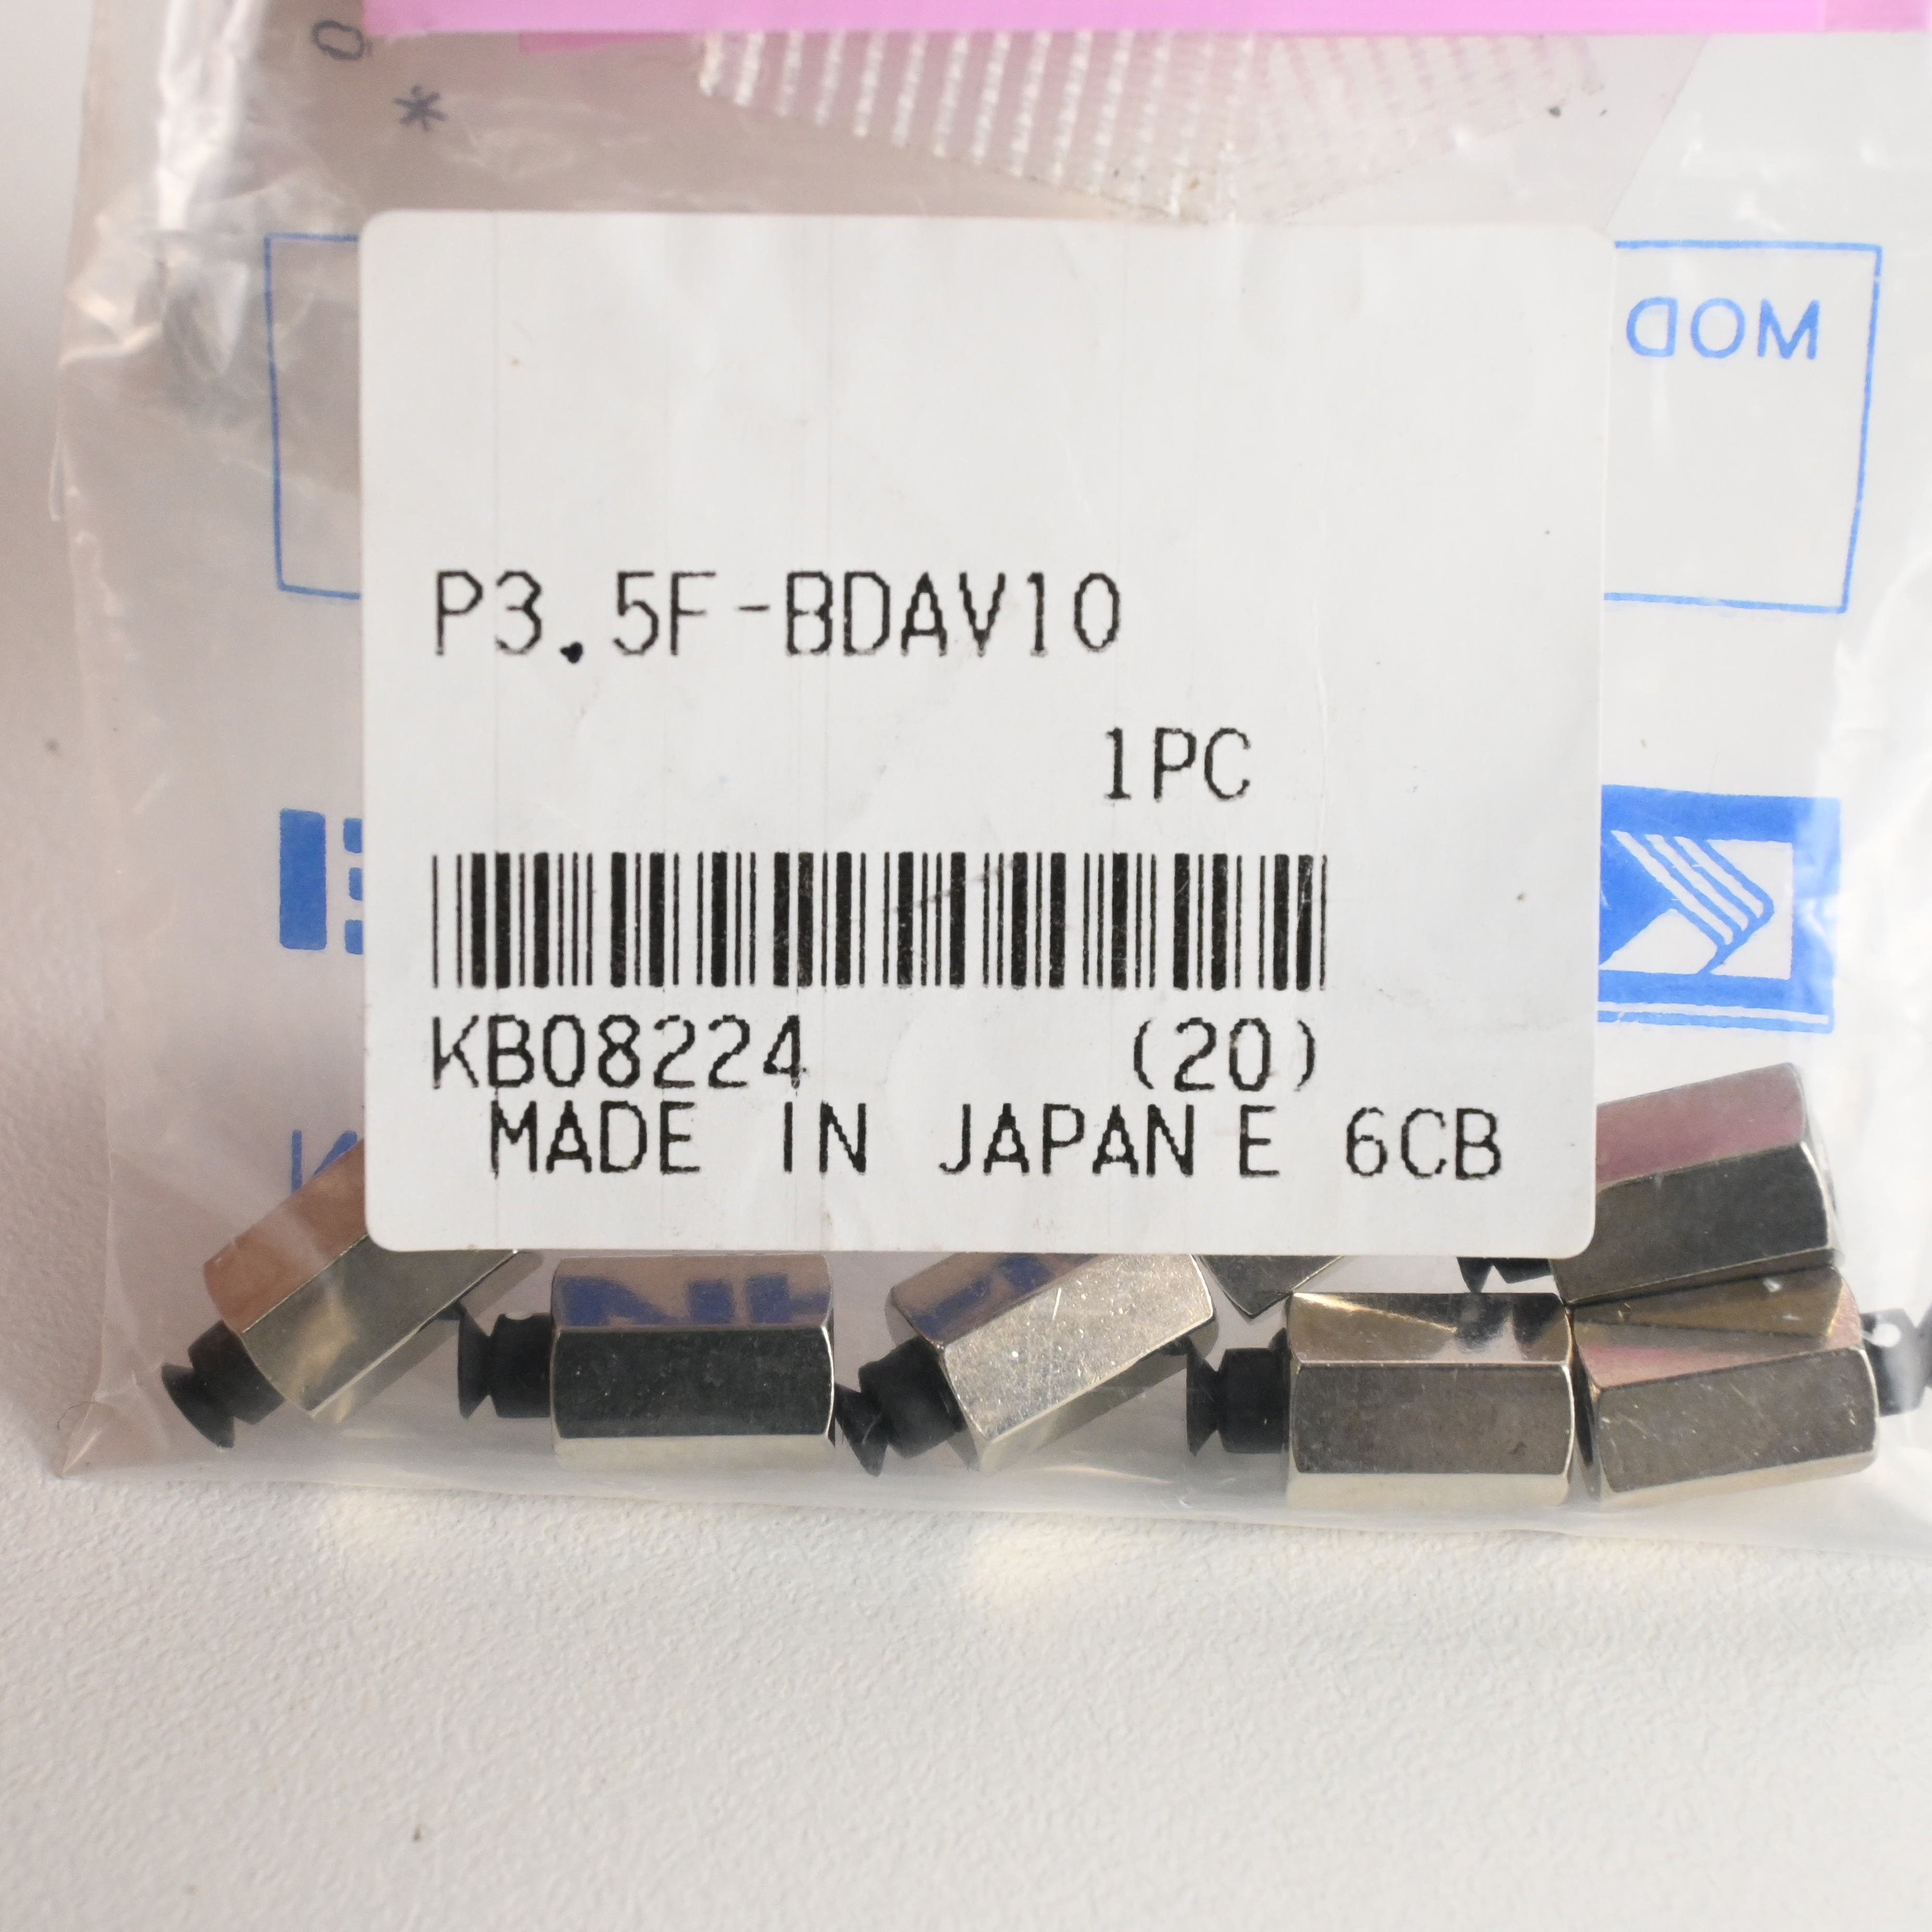 MOD
P3.5F-BDAV10
1PC
KB08224 (20)
MADE IN JAPAN E 6CB